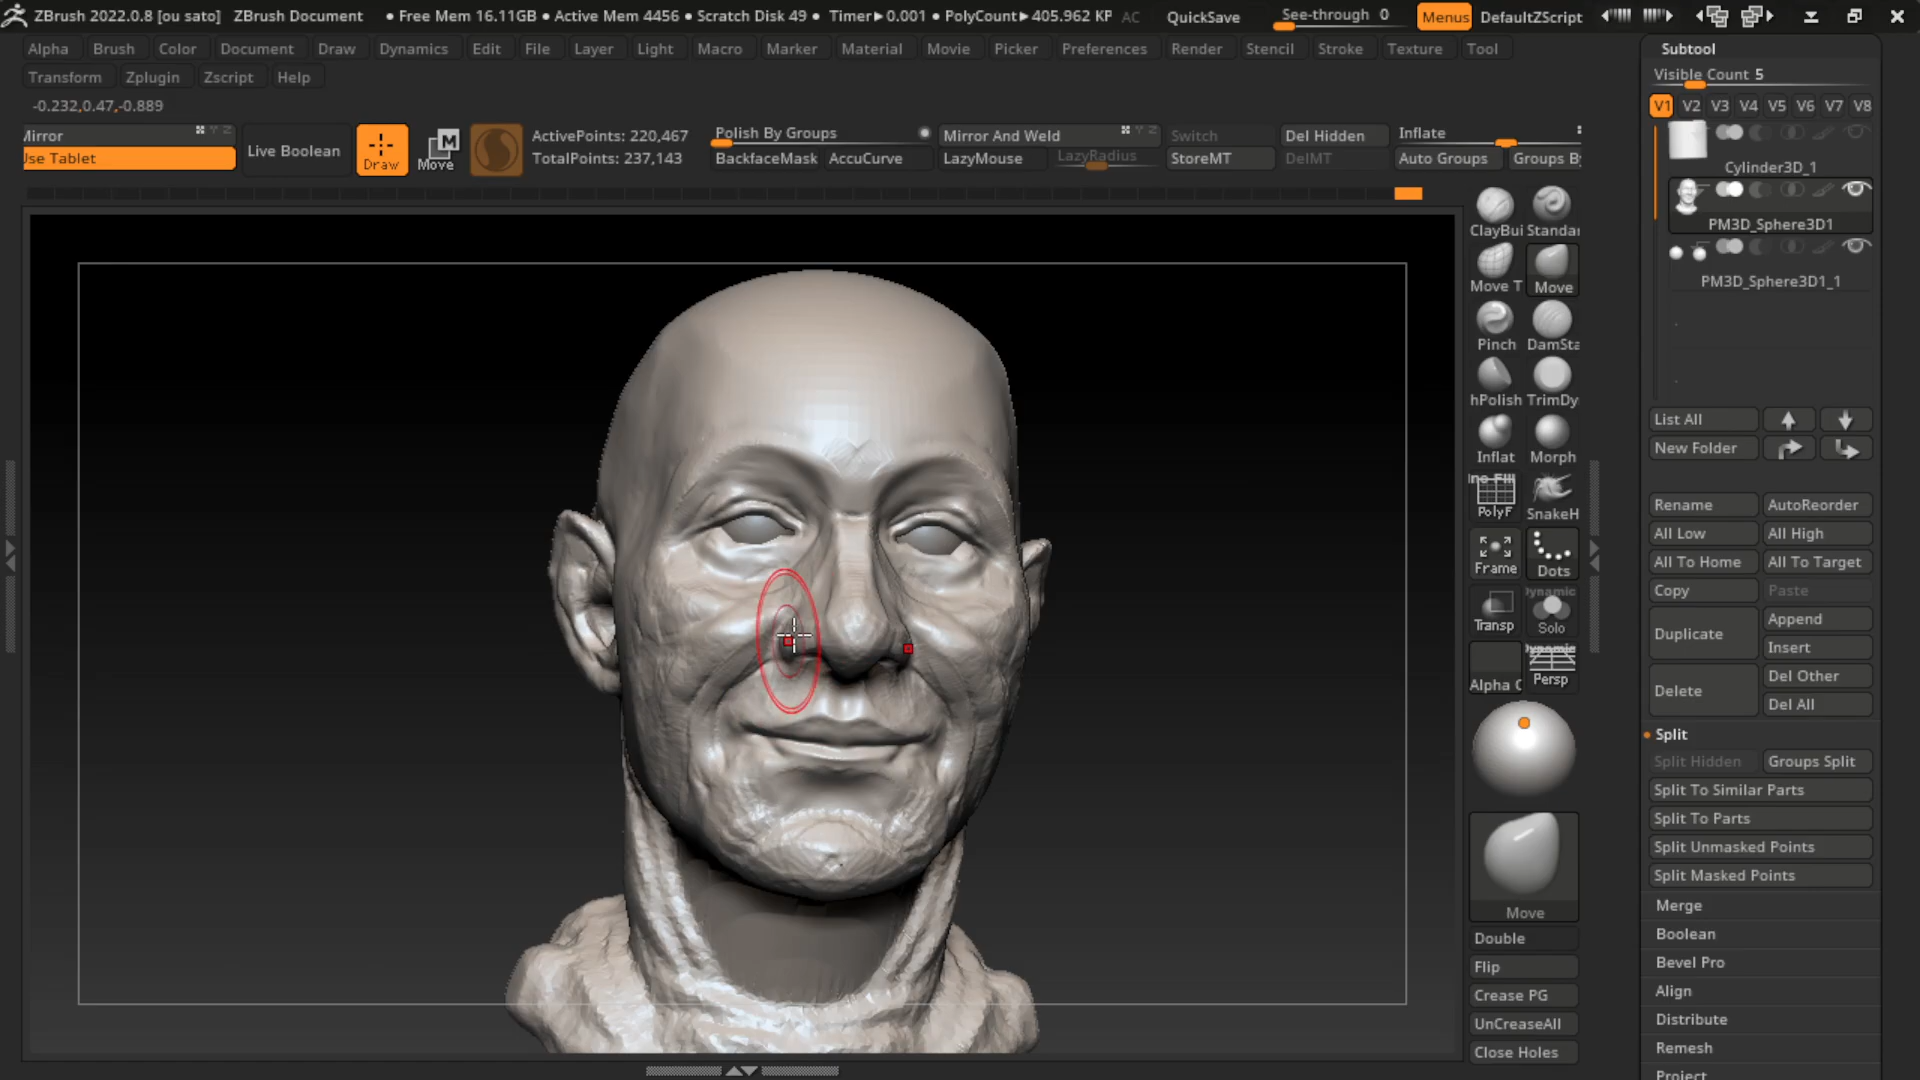 ZBrush 2022.0.8 [ou sato] ZBrush Document • Free Mem 16.11GB • Active Mem 4456 • Scratch Disk 49 • Timer▶0.001 • PolyCount▶405.962 KP AC QuickSave See-through 0 Menus DefaultZScript
Alpha Brush Color Document Draw Dynamics Edit File Layer Light Macro Marker Material Movie Picker Preferences Render Stencil Stroke Texture Tool
Transform Zplugin Zscript Help
-0.232,0.47,-0.889
Mirror
Use Tablet
Live Boolean
Draw
Move
ActivePoints: 220,467
TotalPoints: 237,143
Polish By Groups
BackfaceMask AccuCurve
Mirror And Weld
LazyMouse LazyRadius
Switch
StoreMT
Del Hidden
DelMT
Inflate
Auto Groups Groups By
ClayBui Standar
Move T Move
Pinch DamSta
hPolish TrimDy
Inflat Morph
PolyF SnakeH
Frame Dots
Dynamic
Transp Solo
Dynamic
Alpha O Persp
Move
Double
Flip
Crease PG
UnCreaseAll
Close Holes
Subtool
Visible Count 5
V1 V2 V3 V4 V5 V6 V7 V8
Cylinder3D_1
PM3D_Sphere3D1
PM3D_Sphere3D1_1
List All
New Folder
Rename AutoReorder
All Low All High
All To Home All To Target
Copy Paste
Duplicate Append
Insert
Delete Del Other
Del All
Split
Split Hidden Groups Split
Split To Similar Parts
Split To Parts
Split Unmasked Points
Split Masked Points
Merge
Boolean
Bevel Pro
Align
Distribute
Remesh
Project